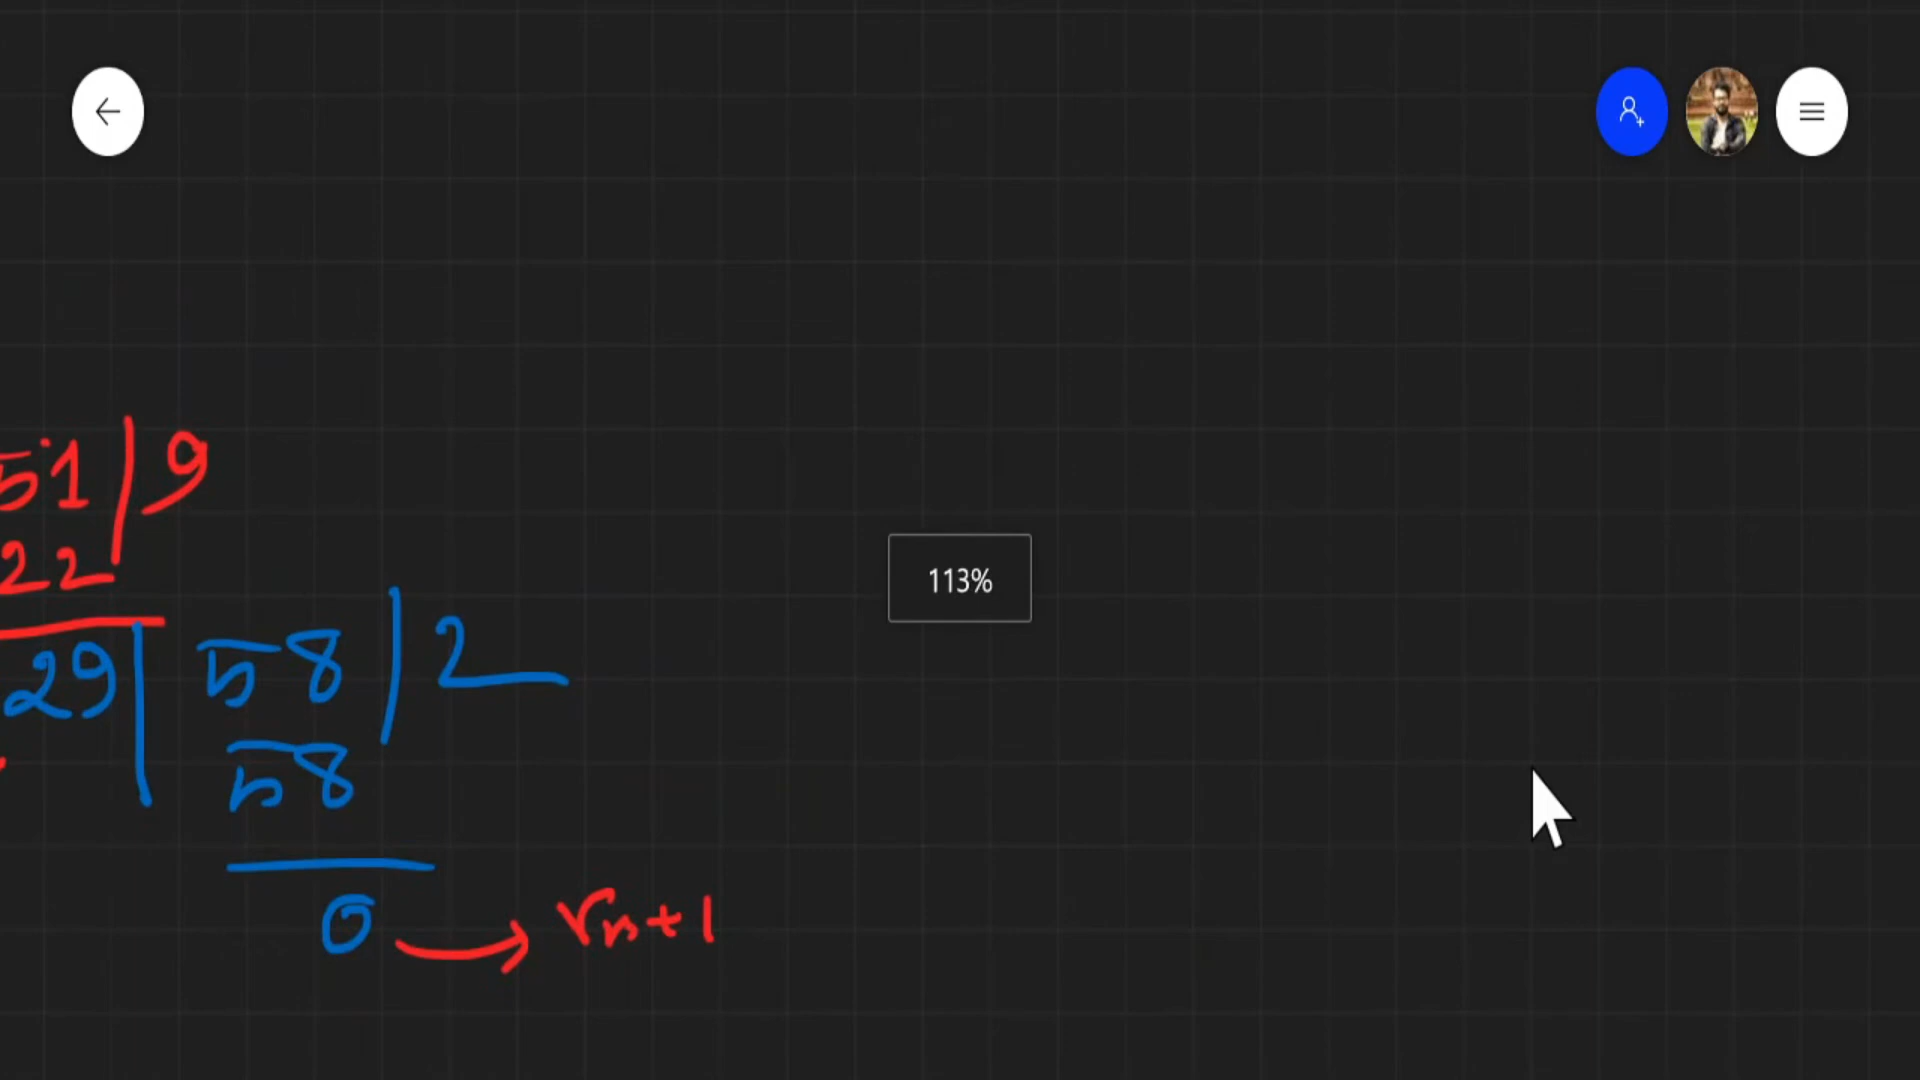 51 | 9
22
113%
29 | 58 | 2
58
0 → rn+1